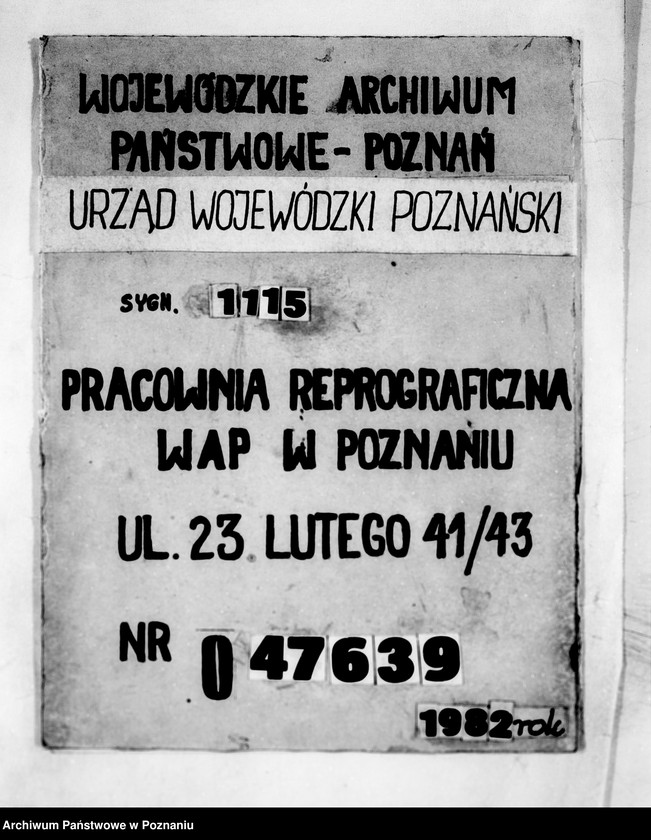 WOJEWÓDZKIE ARCHIWUM
PAŃSTWOWE - POZNAŃ
URZĄD WOJEWÓDZKI POZNAŃSKI
SYGN. 1115
PRACOWNIA REPROGRAFICZNA
WAP W POZNANIU
UL. 23 LUTEGO 41/43
NR 0 47639
1982 rok
Archiwum Państwowe w Poznaniu